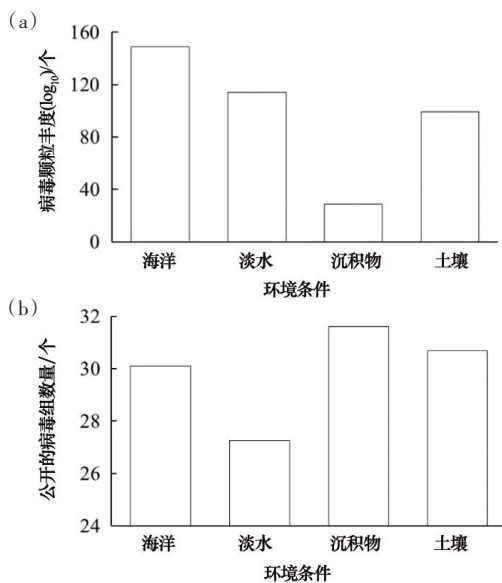 (a)
病毒颗粒丰度(log₁₀)/个
160
120
80
40
0
海洋 淡水 沉积物 土壤
环境条件
(b)
公开的病毒组数量/个
32
30
28
26
24
海洋 淡水 沉积物 土壤
环境条件